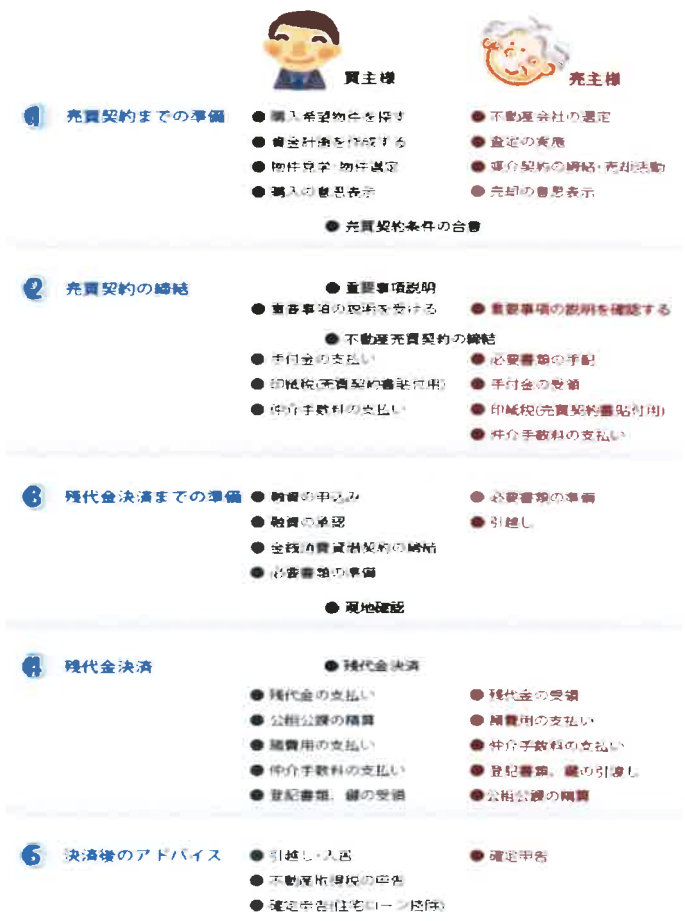 買主様 売主様
1 売買契約までの準備 ● 購入希望物件を探す ● 不動産会社の選定
● 資金計画を作成する ● 査定の実施
● 物件見学・物件選定 ● 媒介契約の締結・売却活動
● 購入の意思表示 ● 売却の意思表示
● 売買契約条件の合意
2 売買契約の締結 ● 重要事項説明
● 重要事項の説明を受ける ● 重要事項の説明を確認する
● 不動産売買契約の締結
● 手付金の支払い ● 必要書類の手配
● 印紙税(売買契約書貼付用) ● 手付金の受領
● 仲介手数料の支払い ● 印紙税(売買契約書貼付用)
● 仲介手数料の支払い
3 残代金決済までの準備 ● 融資の申込み ● 必要書類の準備
● 融資の承認 ● 引越し
● 金銭消費貸借契約の締結
● 必要書類の準備
● 現地確認
4 残代金決済 ● 残代金決済
● 残代金の支払い ● 残代金の受領
● 公租公課の精算 ● 諸費用の支払い
● 諸費用の支払い ● 仲介手数料の支払い
● 仲介手数料の支払い ● 登記書類、鍵の引渡し
● 登記書類、鍵の受領 ● 公租公課の精算
5 決済後のアドバイス ● 引越し・入居 ● 確定申告
● 不動産取得税の申告
● 確定申告(住宅ローン控除)